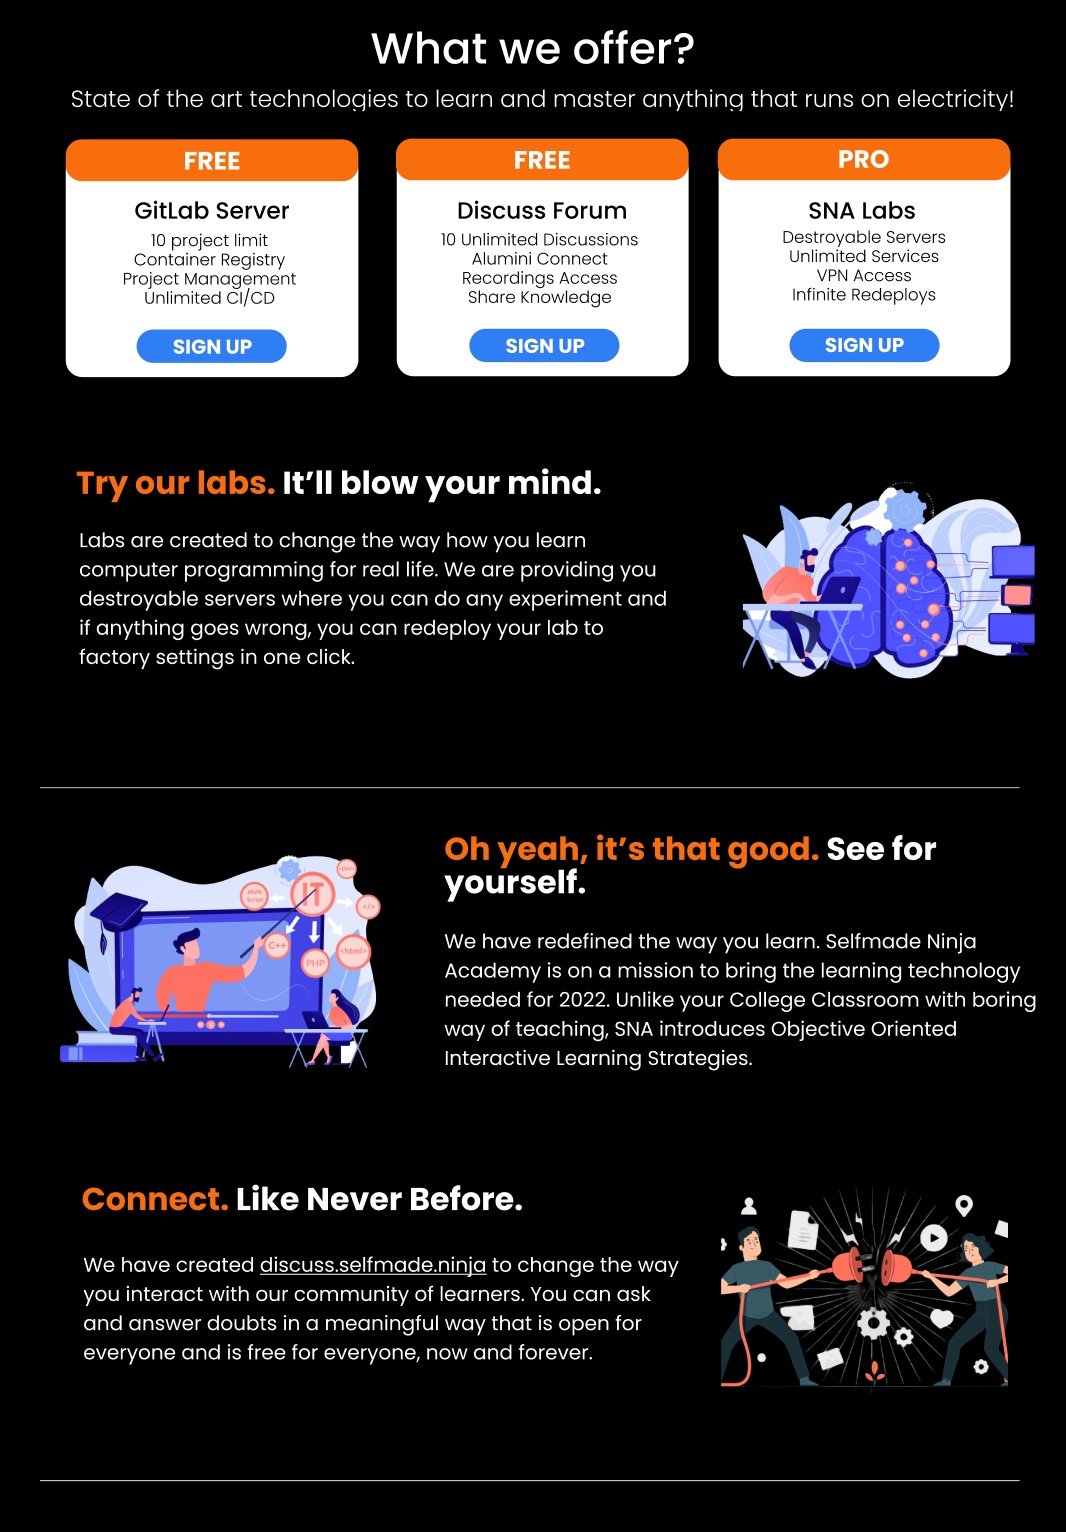 What we offer?
State of the art technologies to learn and master anything that runs on electricity!
FREE
GitLab Server
10 project limit
Container Registry
Project Management
Unlimited CI/CD
SIGN UP
FREE
Discuss Forum
10 Unlimited Discussions
Alumini Connect
Recordings Access
Share Knowledge
SIGN UP
PRO
SNA Labs
Destroyable Servers
Unlimited Services
VPN Access
Infinite Redeploys
SIGN UP
Try our labs. It’ll blow your mind.
Labs are created to change the way how you learn
computer programming for real life. We are providing you
destroyable servers where you can do any experiment and
if anything goes wrong, you can redeploy your lab to
factory settings in one click.
<div>
IT
JAVA
Script
</>
C++
PHP
<html>
Oh yeah, it’s that good. See for
yourself.
We have redefined the way you learn. Selfmade Ninja
Academy is on a mission to bring the learning technology
needed for 2022. Unlike your College Classroom with boring
way of teaching, SNA introduces Objective Oriented
Interactive Learning Strategies.
Connect. Like Never Before.
We have created discuss.selfmade.ninja to change the way
you interact with our community of learners. You can ask
and answer doubts in a meaningful way that is open for
everyone and is free for everyone, now and forever.